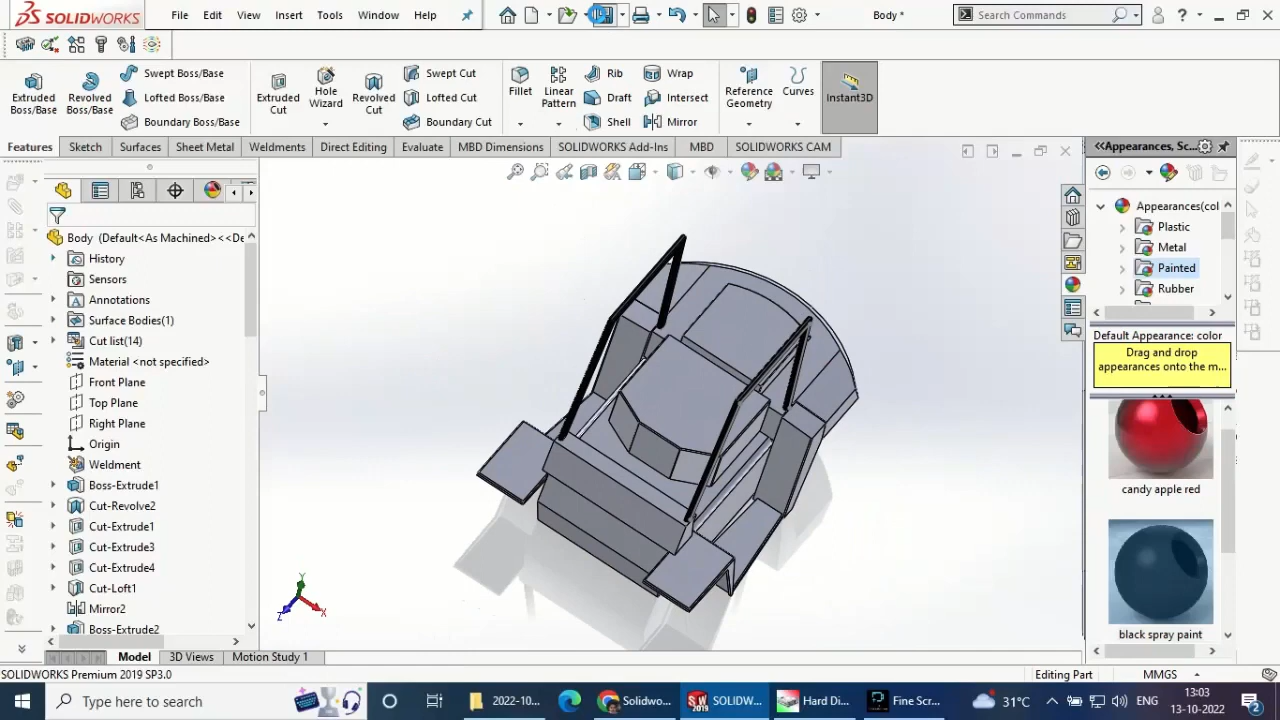 SOLIDWORKS File Edit View Insert Tools Window Help Body * Search Commands
Extruded Boss/Base
Revolved Boss/Base
Swept Boss/Base
Lofted Boss/Base
Boundary Boss/Base
Extruded Cut
Hole Wizard
Revolved Cut
Swept Cut
Lofted Cut
Boundary Cut
Fillet
Linear Pattern
Rib
Draft
Shell
Wrap
Intersect
Mirror
Reference Geometry
Curves
Instant3D
Features Sketch Surfaces Sheet Metal Weldments Direct Editing Evaluate MBD Dimensions SOLIDWORKS Add-Ins MBD SOLIDWORKS CAM
Body (Default<As Machined><<De
History
Sensors
Annotations
Surface Bodies(1)
Cut list(14)
Material <not specified>
Front Plane
Top Plane
Right Plane
Origin
Weldment
Boss-Extrude1
Cut-Revolve2
Cut-Extrude1
Cut-Extrude3
Cut-Extrude4
Cut-Loft1
Mirror2
Boss-Extrude2
Y
X
Z
<<Appearances, Sc...
Appearances(col
Plastic
Metal
Painted
Rubber
Default Appearance: color
Drag and drop
appearances onto the m...
candy apple red
black spray paint
Model 3D Views Motion Study 1
SOLIDWORKS Premium 2019 SP3.0 Editing Part MMGS
Type here to search 2022-10... Solidwo... SW 2019 SOLIDW... Hard Di... Fine Scr... 31°C ENG 13:03
13-10-2022 2